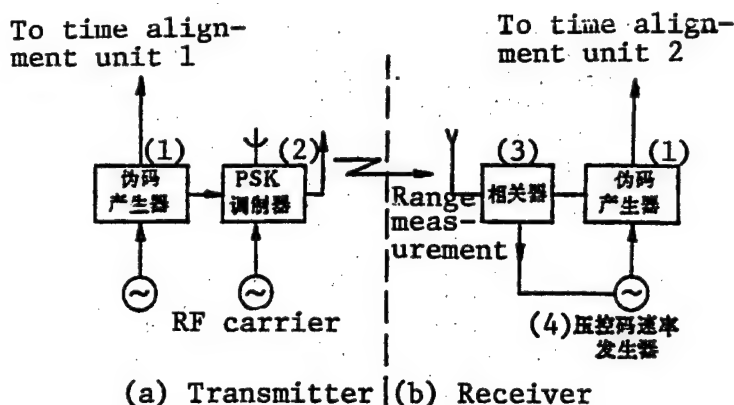 To time align-
ment unit 1
To time align-
ment unit 2
(1)
伪码
产生器
(2)
PSK
调制器
(3)
相关器
(1)
伪码
产生器
Range
meas-
urement
RF carrier
(4)压控码速率
发生器
(a) Transmitter
(b) Receiver